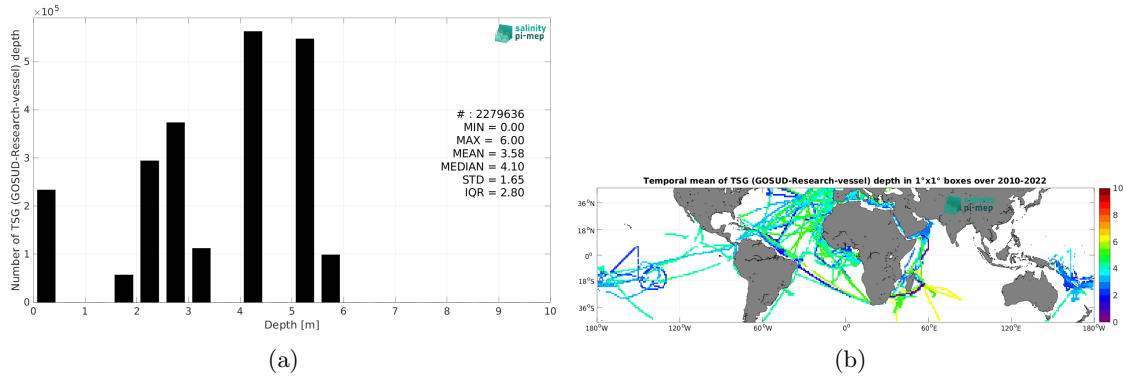 ×10⁵
salinity
pi-mep
Number of TSG (GOSUD-Research-vessel) depth
5
4
3
2
1
0
# : 2279636
MIN = 0.00
MAX = 6.00
MEAN = 3.58
MEDIAN = 4.10
STD = 1.65
IQR = 2.80
0 1 2 3 4 5 6 7 8 9 10
Depth [m]
(a)
Temporal mean of TSG (GOSUD-Research-vessel) depth in 1°x1° boxes over 2010-2022
salinity
pi-mep
36°N
18°N
0°
18°S
36°S
180°W 120°W 60°W 0° 60°E 120°E 180°W
10
8
6
4
2
0
(b)